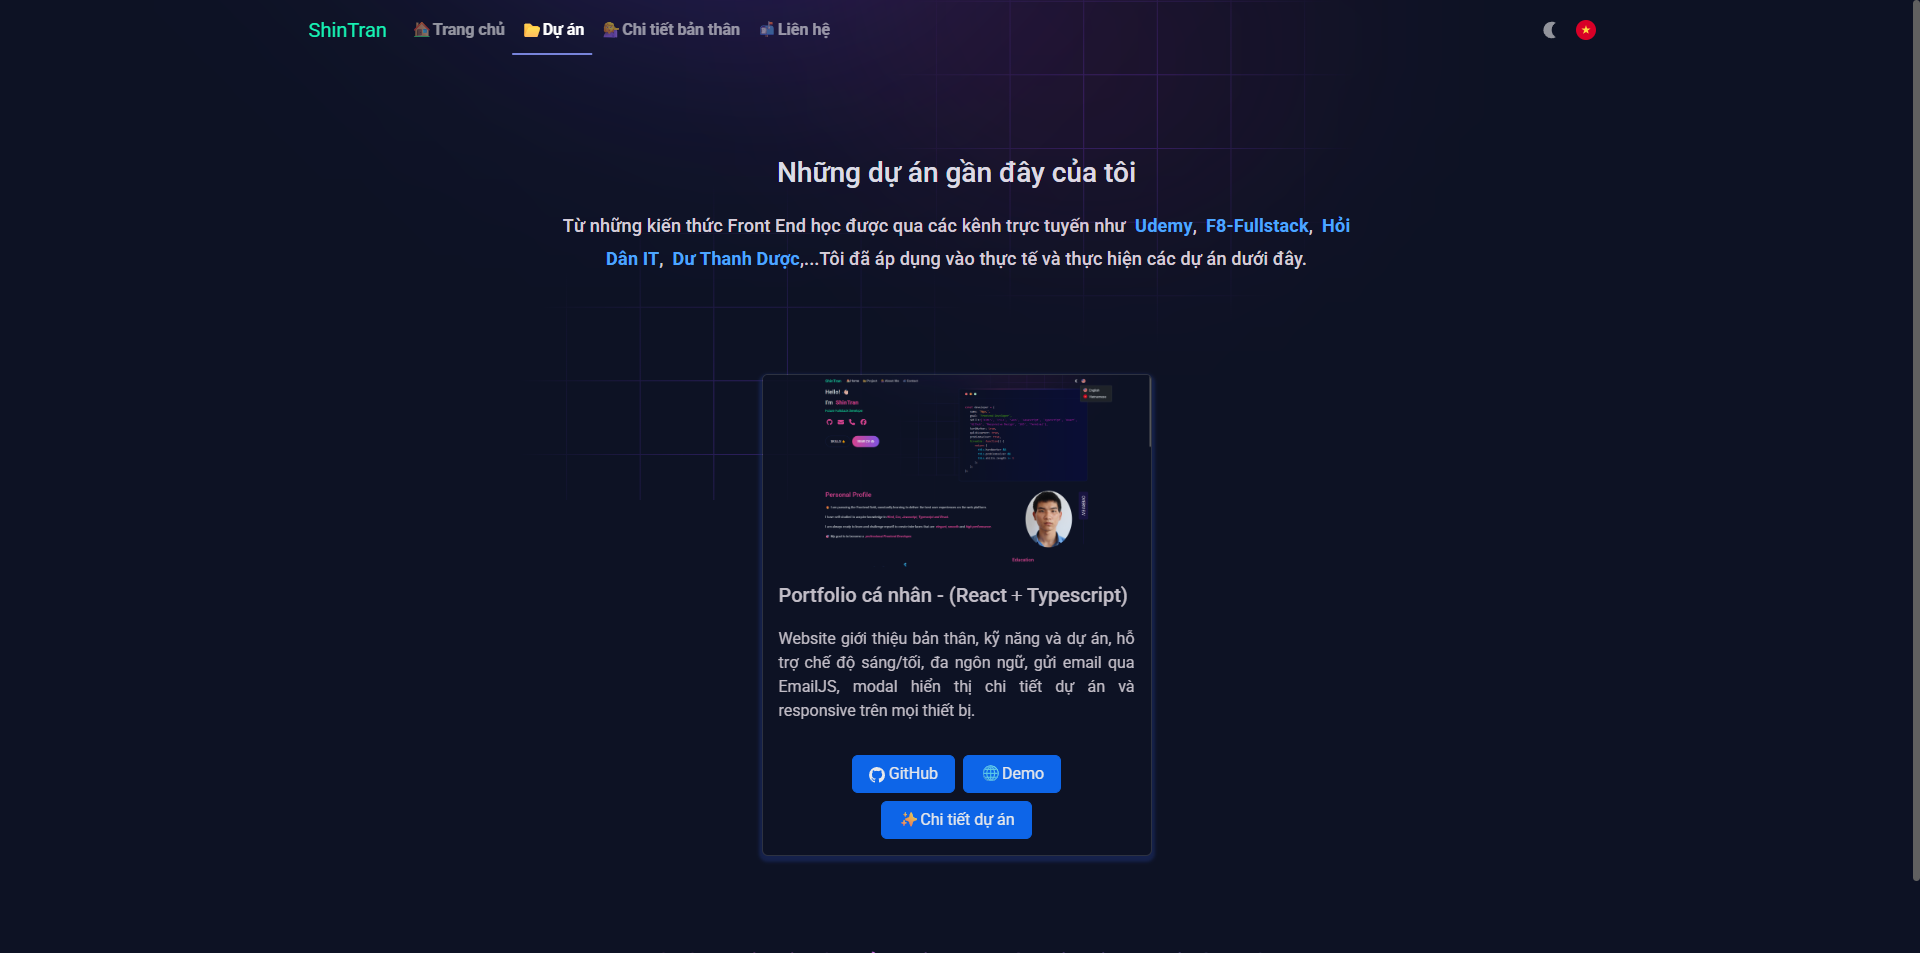 ShinTran
Trang chủ
Dự án
Chi tiết bản thân
Liên hệ
Những dự án gần đây của tôi
Từ những kiến thức Front End học được qua các kênh trực tuyến như Udemy, F8-Fullstack, Hỏi
Dân IT, Dư Thanh Dược,...Tôi đã áp dụng vào thực tế và thực hiện các dự án dưới đây.
Hello!
I'm ShinTran
Personal Profile
Education
Portfolio cá nhân - (React + Typescript)
Website giới thiệu bản thân, kỹ năng và dự án, hỗ
trợ chế độ sáng/tối, đa ngôn ngữ, gửi email qua
EmailJS, modal hiển thị chi tiết dự án và
responsive trên mọi thiết bị.
GitHub
Demo
Chi tiết dự án